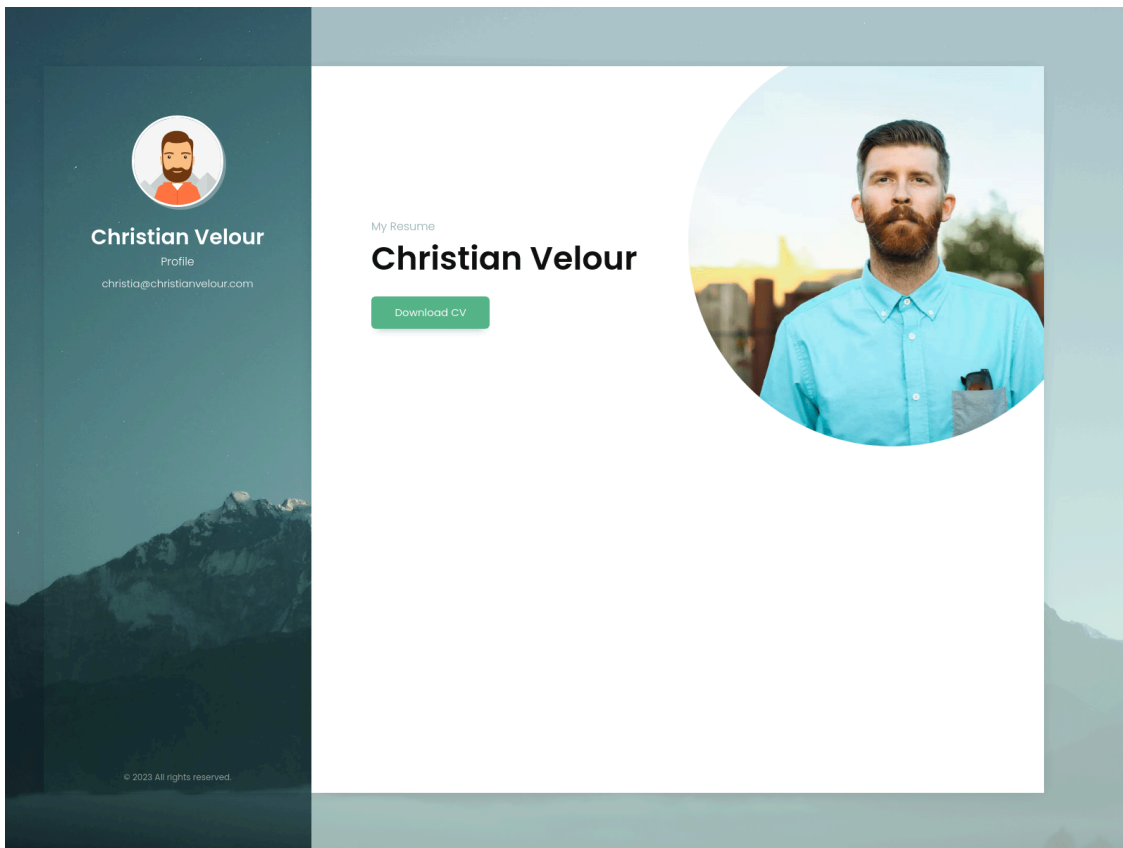 Christian Velour
Profile
christia@christianvelour.com
© 2023 All rights reserved.
My Resume
Christian Velour
Download CV